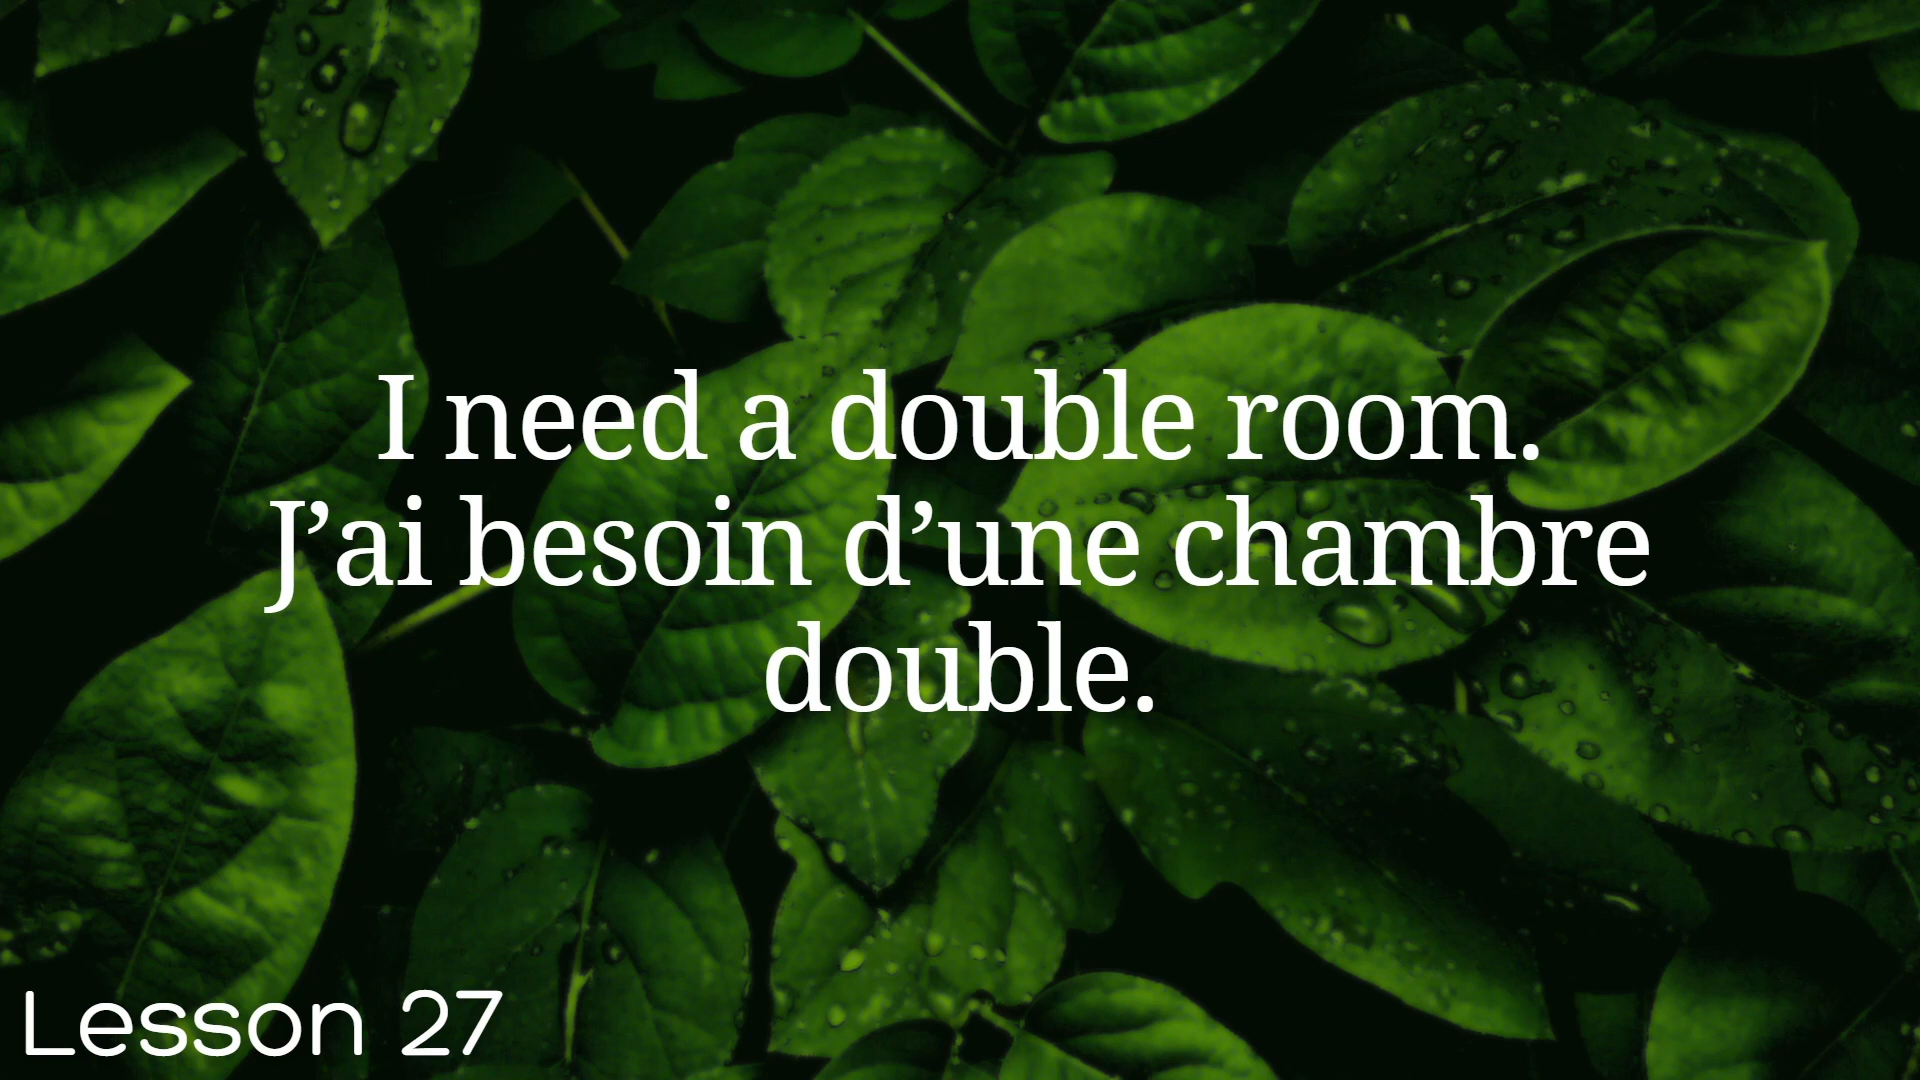 I need a double room.
J’ai besoin d’une chambre
double.
Lesson 27